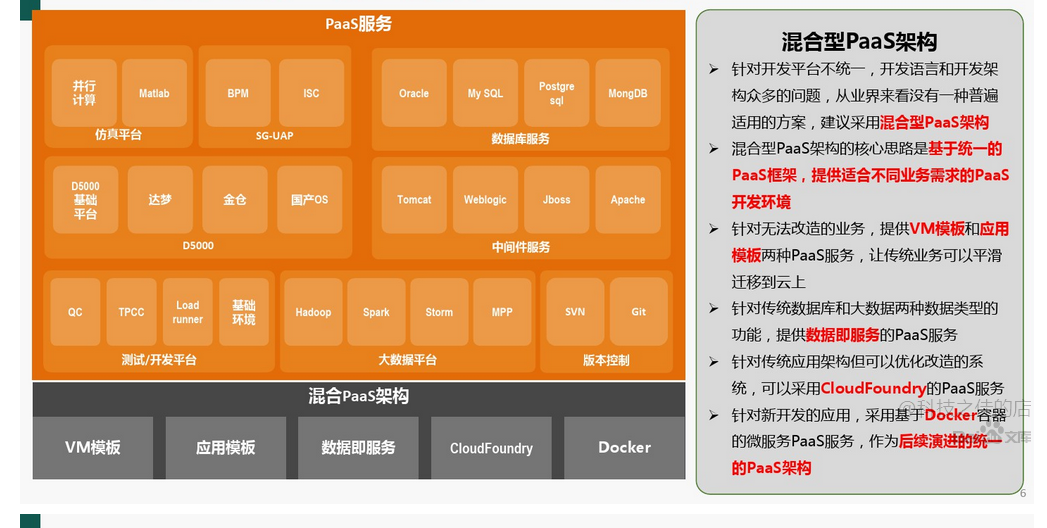 PaaS服务
并行
计算
Matlab
仿真平台
BPM
ISC
SG-UAP
Oracle
My SQL
Postgre
sql
MongDB
数据库服务
D5000
基础
平台
达梦
金仓
国产OS
D5000
Tomcat
Weblogic
Jboss
Apache
中间件服务
QC
TPCC
Load
runner
基础
环境
测试/开发平台
Hadoop
Spark
Storm
MPP
大数据平台
SVN
Git
版本控制
混合PaaS架构
VM模板
应用模板
数据即服务
CloudFoundry
Docker
混合型PaaS架构
➢ 针对开发平台不统一，开发语言和开发架
构众多的问题，从业界来看没有一种普遍
适用的方案，建议采用混合型PaaS架构
➢ 混合型PaaS架构的核心思路是基于统一的
PaaS框架，提供适合不同业务需求的PaaS
开发环境
➢ 针对无法改造的业务，提供VM模板和应用
模板两种PaaS服务，让传统业务可以平滑
迁移到云上
➢ 针对传统数据库和大数据两种数据类型的
功能，提供数据即服务的PaaS服务
➢ 针对传统应用架构但可以优化改造的系
统，可以采用CloudFoundry的PaaS服务
➢ 针对新开发的应用，采用基于Docker容器
的微服务PaaS服务，作为后续演进的统一
的PaaS架构
@科技之佳的店
Bai文库
6